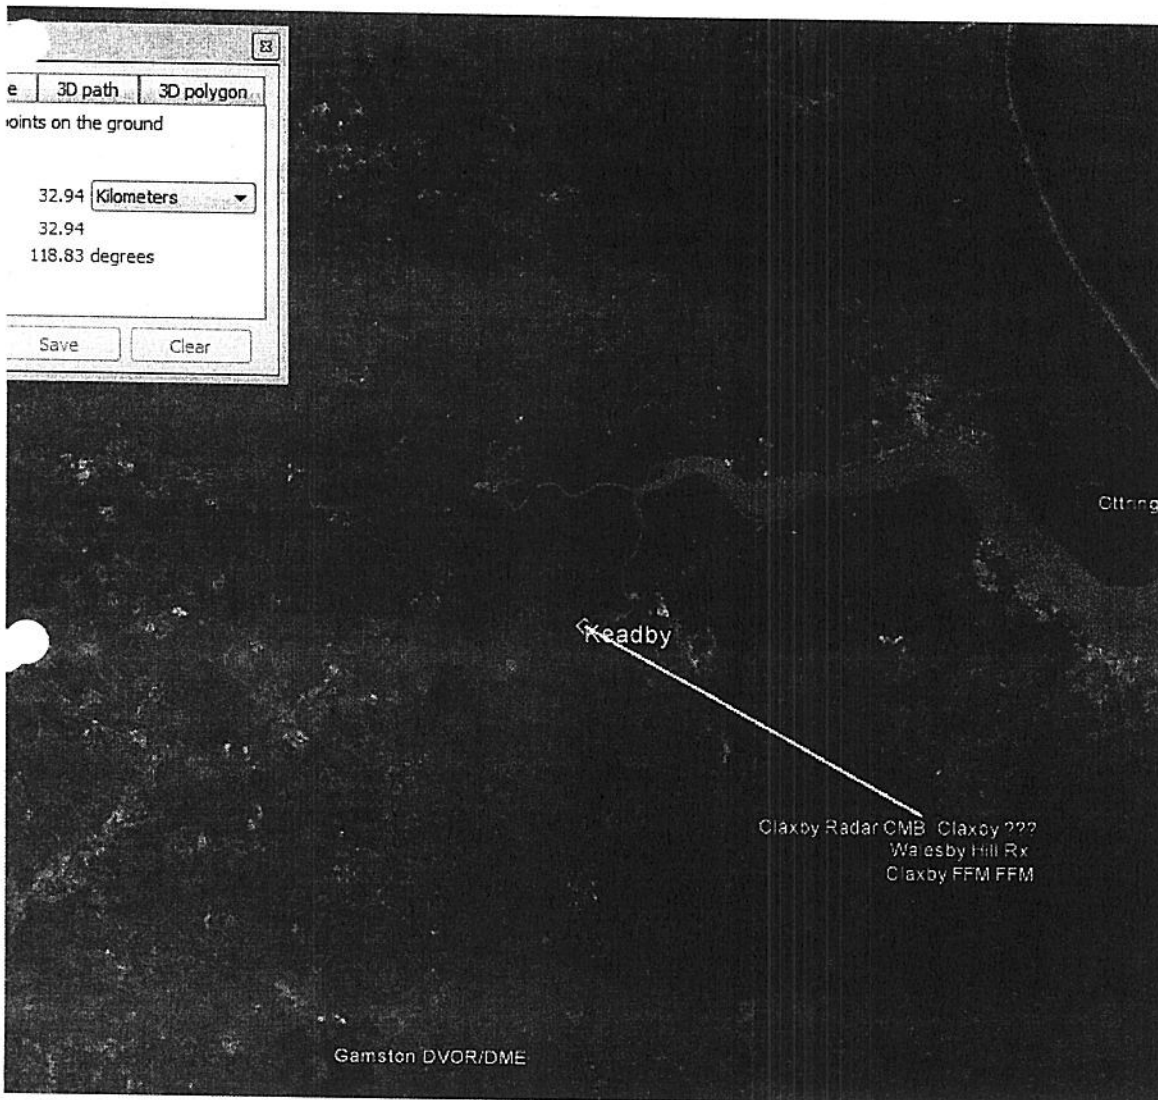 e 3D path 3D polygon
points on the ground
32.94 Kilometers
32.94
118.83 degrees
Save Clear
Keadby
Claxby Radar CMB Claxby ???
Walesby Hill Rx
Claxby FFM FFM
Gamston DVOR/DME